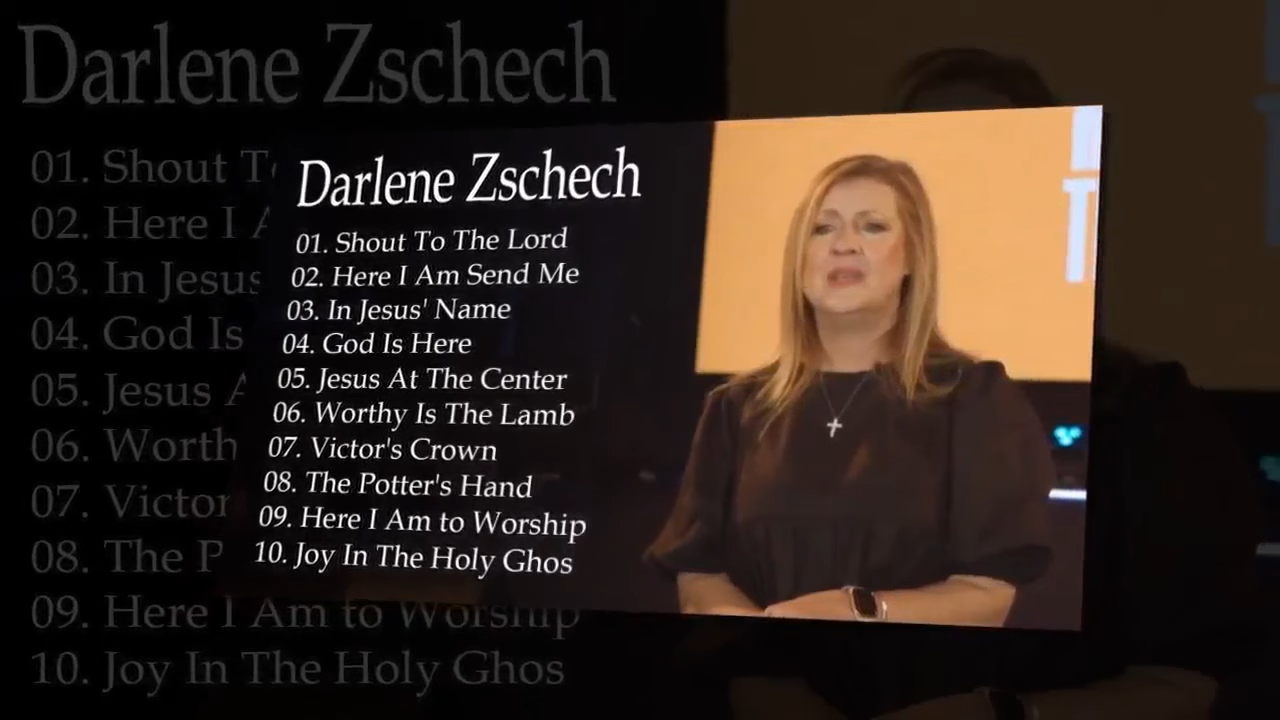 Darlene Zschech
01. Shout To
02. Here I A
03. In Jesus
04. God Is
05. Jesus A
06. Worth
07. Victor
08. The P
09. Here I Am to Worship
10. Joy In The Holy Ghos
Darlene Zschech
01. Shout To The Lord
02. Here I Am Send Me
03. In Jesus' Name
04. God Is Here
05. Jesus At The Center
06. Worthy Is The Lamb
07. Victor's Crown
08. The Potter's Hand
09. Here I Am to Worship
10. Joy In The Holy Ghos